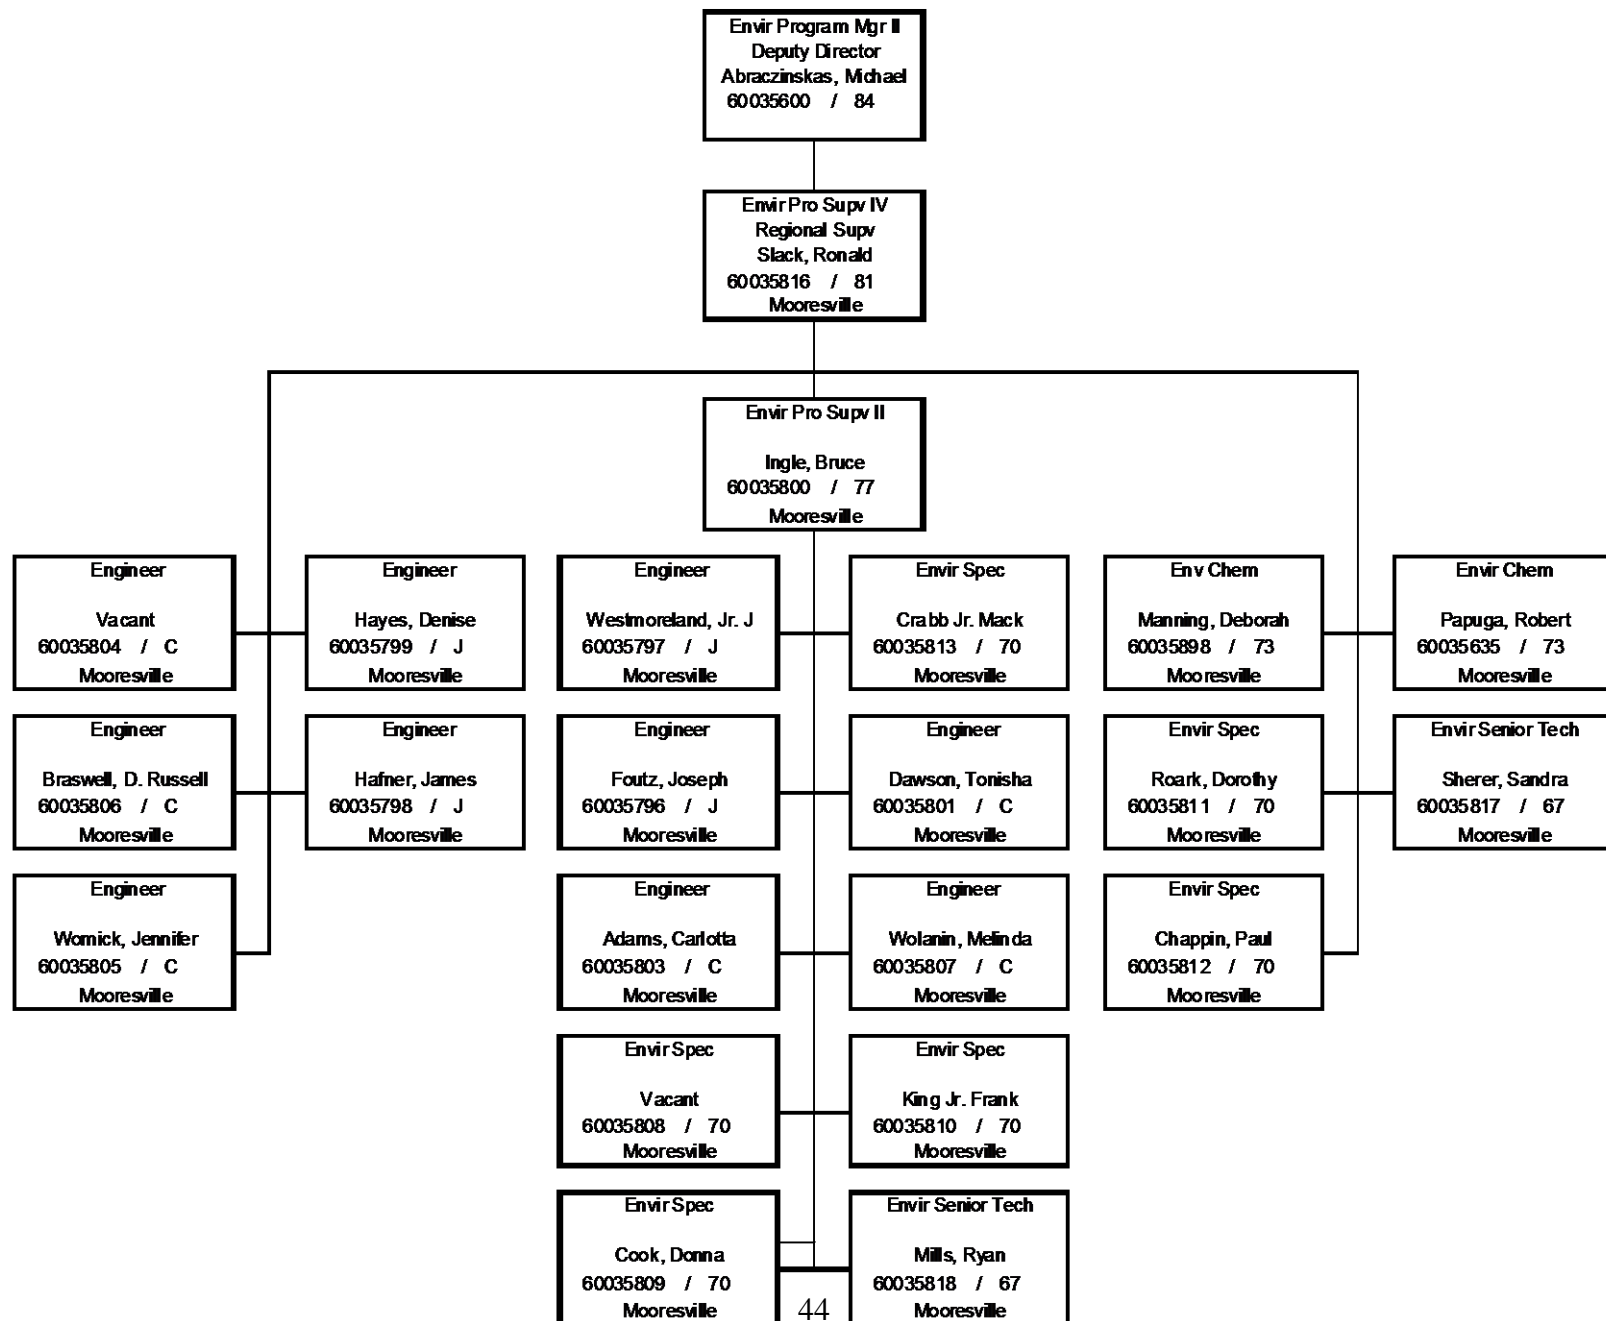 Envir Program Mgr II
Deputy Director
Abraczinskas, Michael
60035600 / 84
Envir Pro Supv IV
Regional Supv
Slack, Ronald
60035816 / 81
Mooresville
Envir Pro Supv II
Ingle, Bruce
60035800 / 77
Mooresville
Engineer
Vacant
60035804 / C
Mooresville
Engineer
Hayes, Denise
60035799 / J
Mooresville
Engineer
Westmoreland, Jr. J
60035797 / J
Mooresville
Envir Spec
Crabb Jr. Mack
60035813 / 70
Mooresville
Env Chem
Manning, Deborah
60035898 / 73
Mooresville
Envir Chem
Papuga, Robert
60035635 / 73
Mooresville
Engineer
Braswell, D. Russell
60035806 / C
Mooresville
Engineer
Hafner, James
60035798 / J
Mooresville
Engineer
Foutz, Joseph
60035796 / J
Mooresville
Engineer
Dawson, Tonisha
60035801 / C
Mooresville
Envir Spec
Roark, Dorothy
60035811 / 70
Mooresville
Envir Senior Tech
Sherer, Sandra
60035817 / 67
Mooresville
Engineer
Womick, Jennifer
60035805 / C
Mooresville
Engineer
Adams, Carlotta
60035803 / C
Mooresville
Engineer
Wolanin, Melinda
60035807 / C
Mooresville
Envir Spec
Chappin, Paul
60035812 / 70
Mooresville
Envir Spec
Vacant
60035808 / 70
Mooresville
Envir Spec
King Jr. Frank
60035810 / 70
Mooresville
Envir Spec
Cook, Donna
60035809 / 70
Mooresville
Envir Senior Tech
Mills, Ryan
60035818 / 67
Mooresville
44